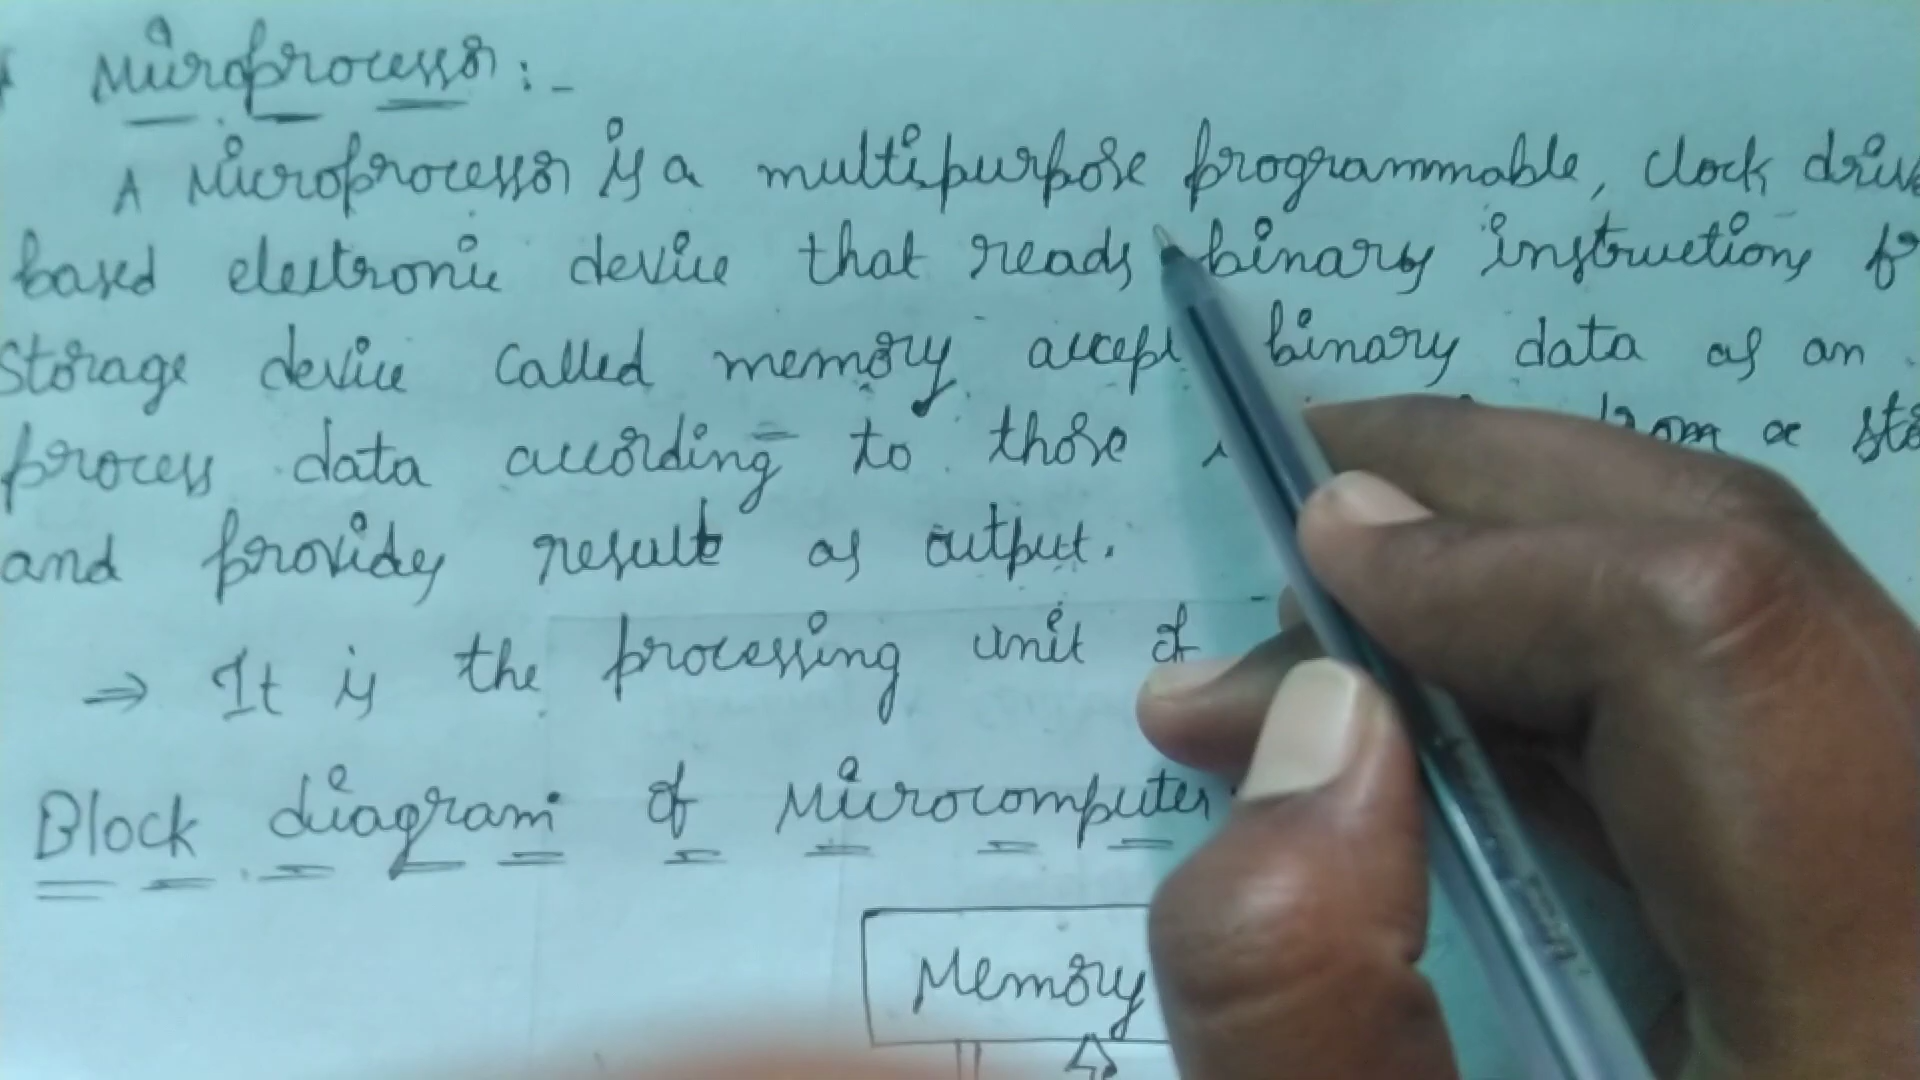 Microprocessor :-
A Microprocessor is a multipurpose programmable, clock
based electronic device that reads binary instructions
Storage device called memory accept binary data as an
process data according to those from a
and provides result as output.
⇒ It is the processing unit of
Block diagram of Microcomputer
Memory